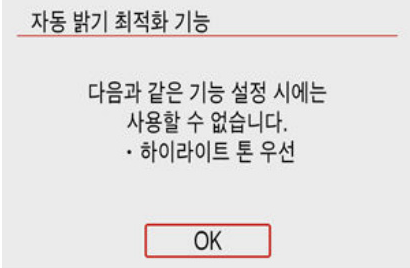 자동 밝기 최적화 기능
다음과 같은 기능 설정 시에는
사용할 수 없습니다.
・하이라이트 톤 우선
OK